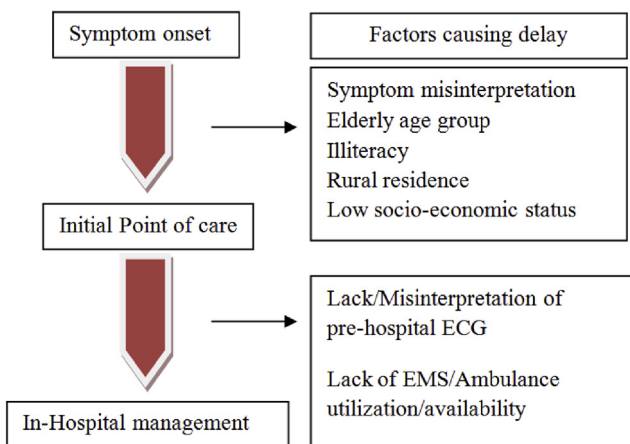 Symptom onset
Factors causing delay
Symptom misinterpretation
Elderly age group
Illiteracy
Rural residence
Low socio-economic status
Initial Point of care
Lack/Misinterpretation of
pre-hospital ECG
Lack of EMS/Ambulance
utilization/availability
In-Hospital management